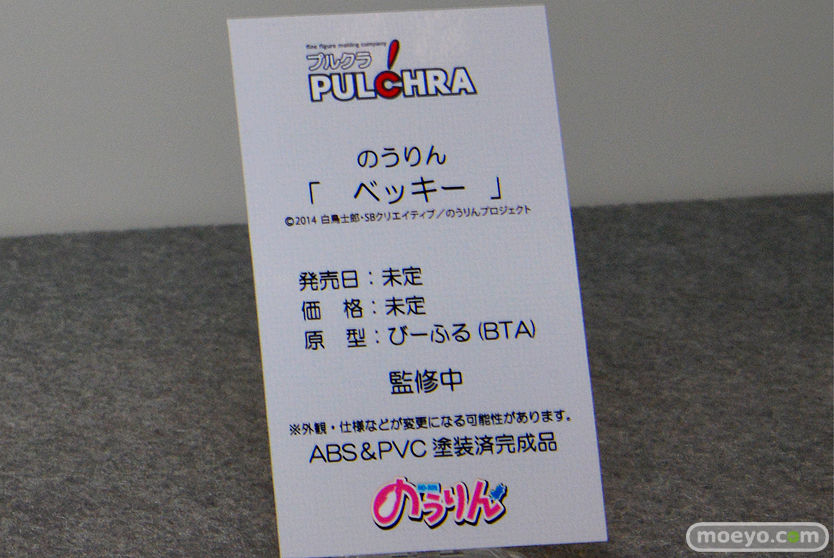 fine figure molding company
プルクラ
PULCHRA
のうりん
「　ベッキー　」
©2014 白鳥士郎・SBクリエイティブ／のうりんプロジェクト
発売日：未定
価　格：未定
原　型：びーふる (BTA)
監修中
※外観・仕様などが変更になる可能性があります。
ABS＆PVC 塗装済完成品
のうりん
moeyo.com